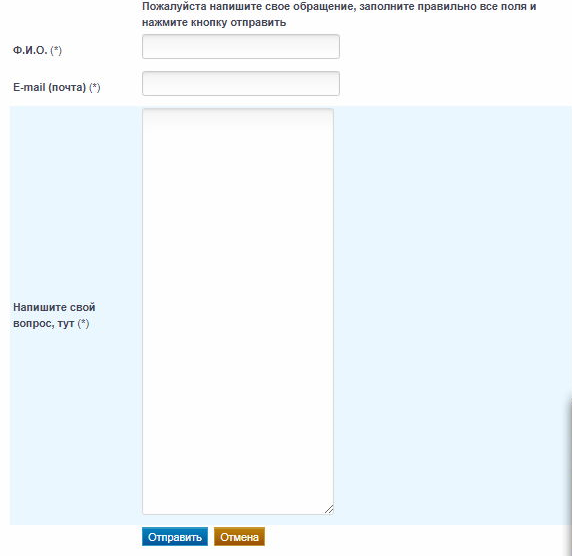 Пожалуйста напишите свое обращение, заполните правильно все поля и
нажмите кнопку отправить
Ф.И.О. (*)
E-mail (почта) (*)
Напишите свой
вопрос, тут (*)
Отправить Отмена